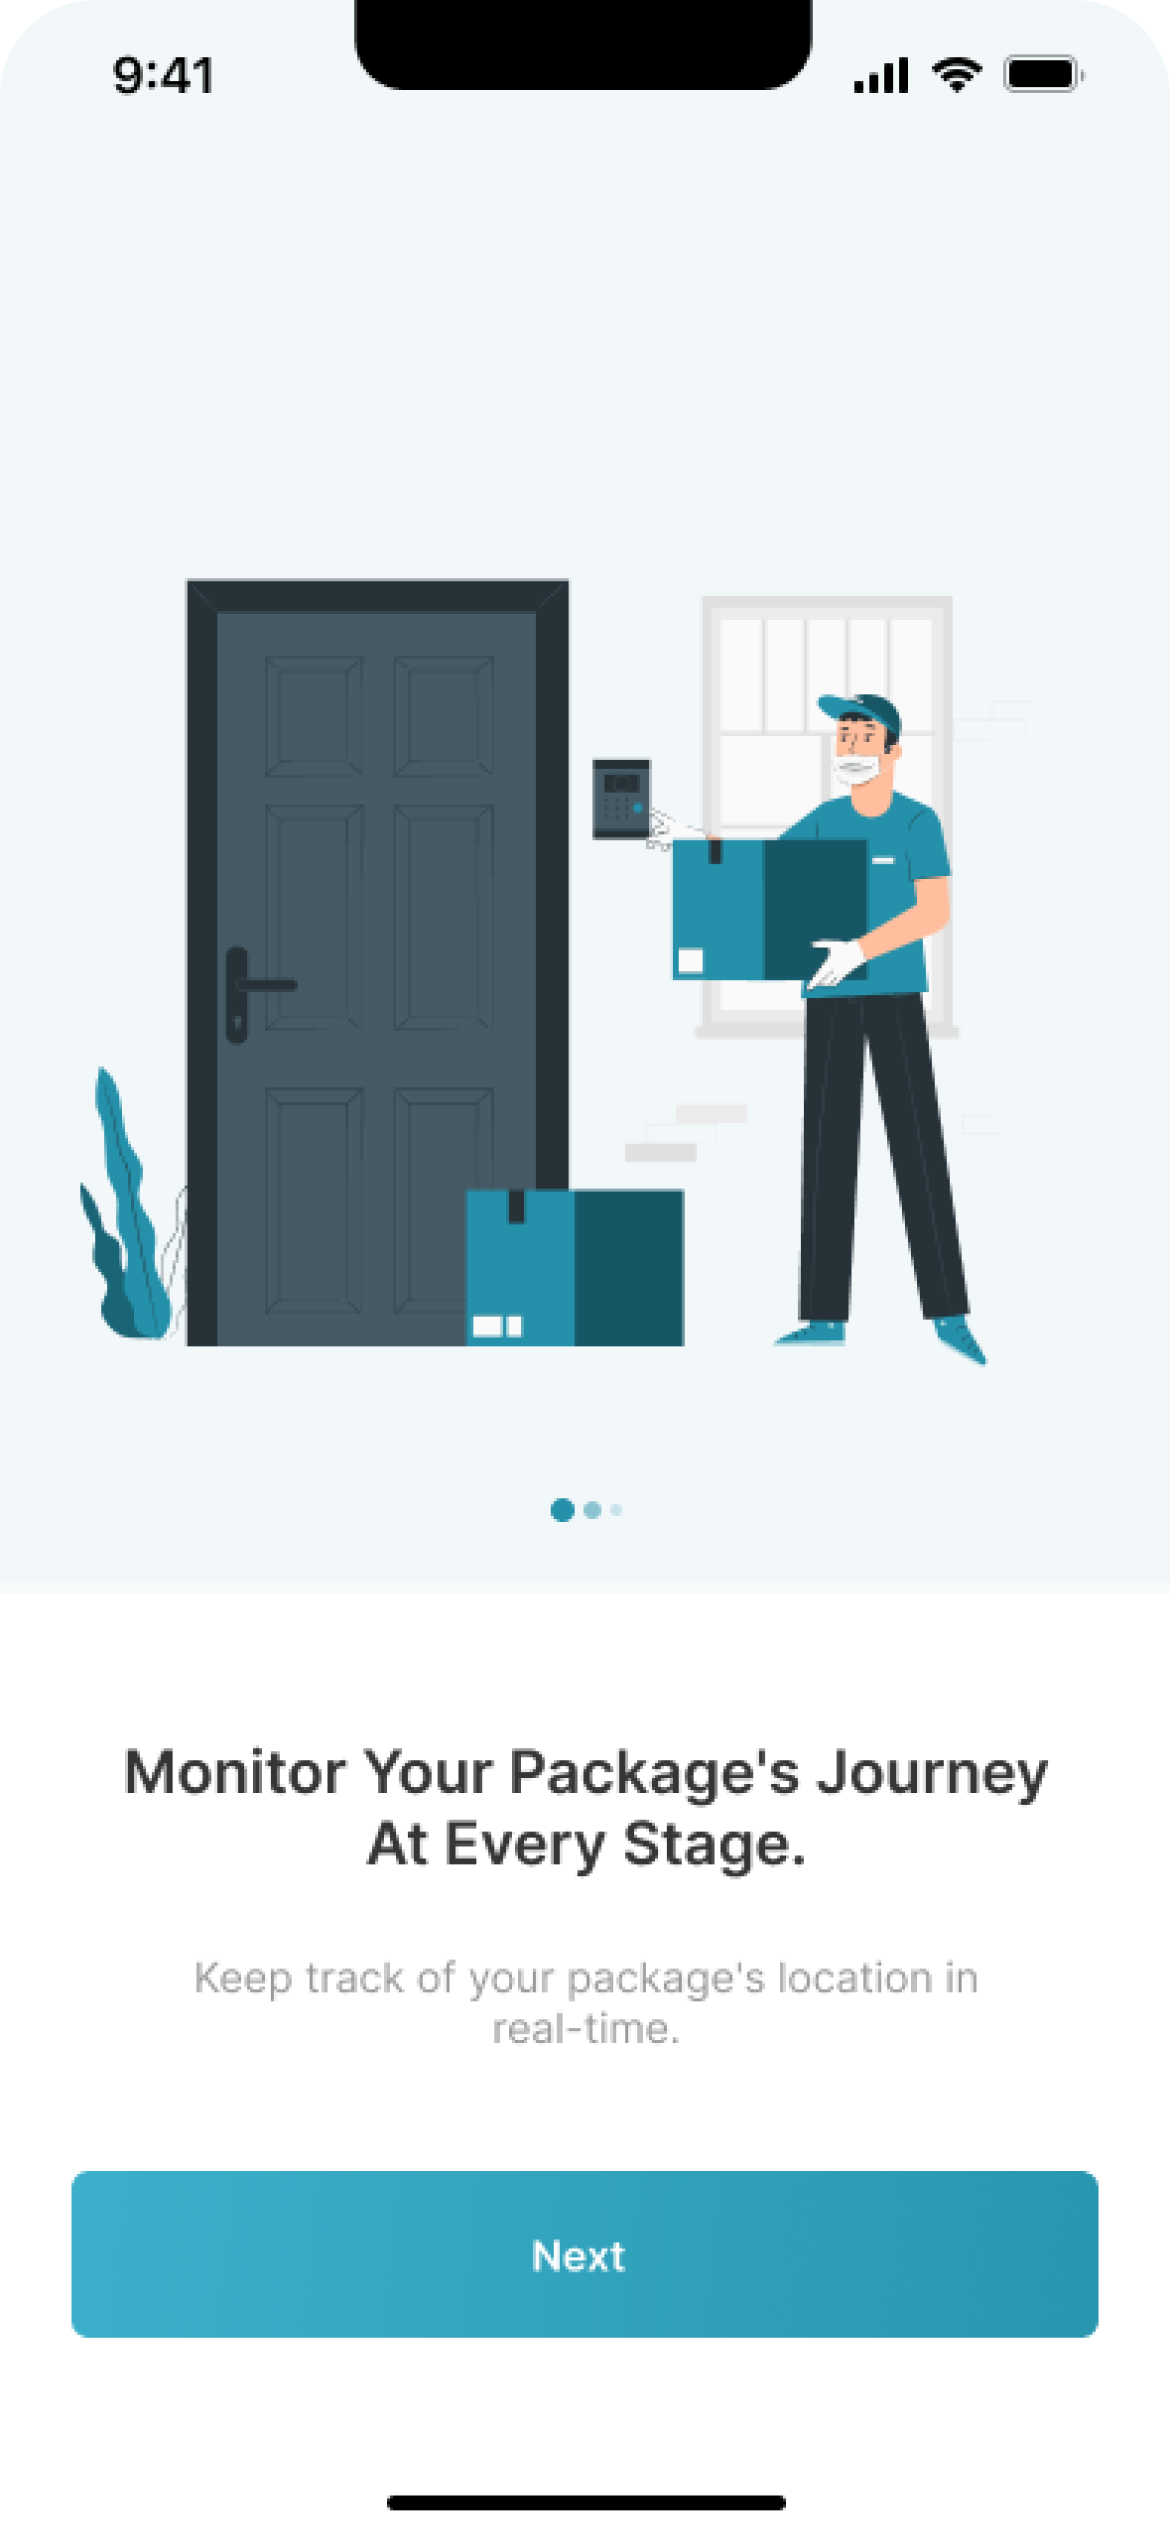 9:41
Monitor Your Package's Journey
At Every Stage.
Keep track of your package's location in
real-time.
Next